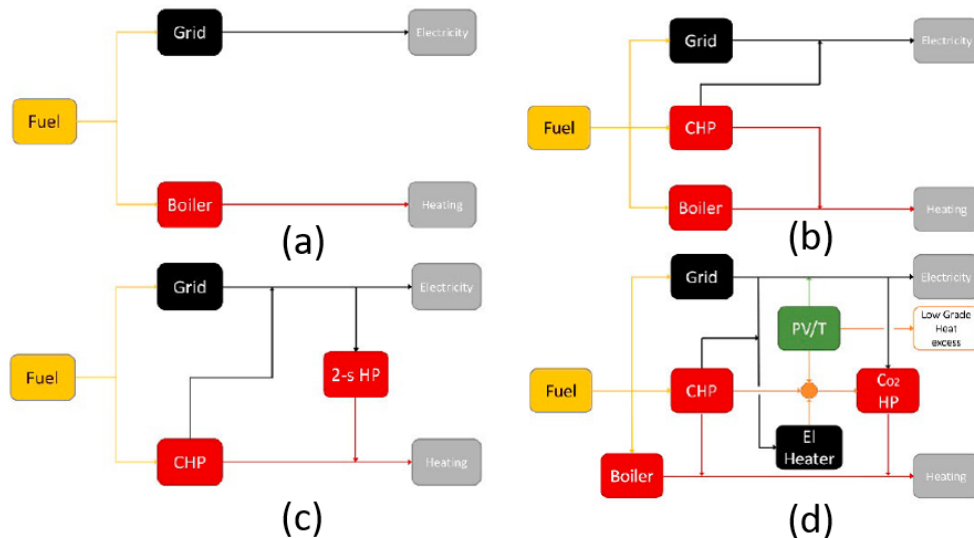 Grid
Electricity
Fuel
Boiler
Heating
(a)
Grid
Electricity
Fuel
CHP
Boiler
Heating
(b)
Grid
Electricity
Fuel
2-s HP
CHP
Heating
(c)
Grid
Electricity
PV/T
Low Grade
Heat
excess
Fuel
CHP
Co2
HP
El
Heater
Boiler
Heating
(d)